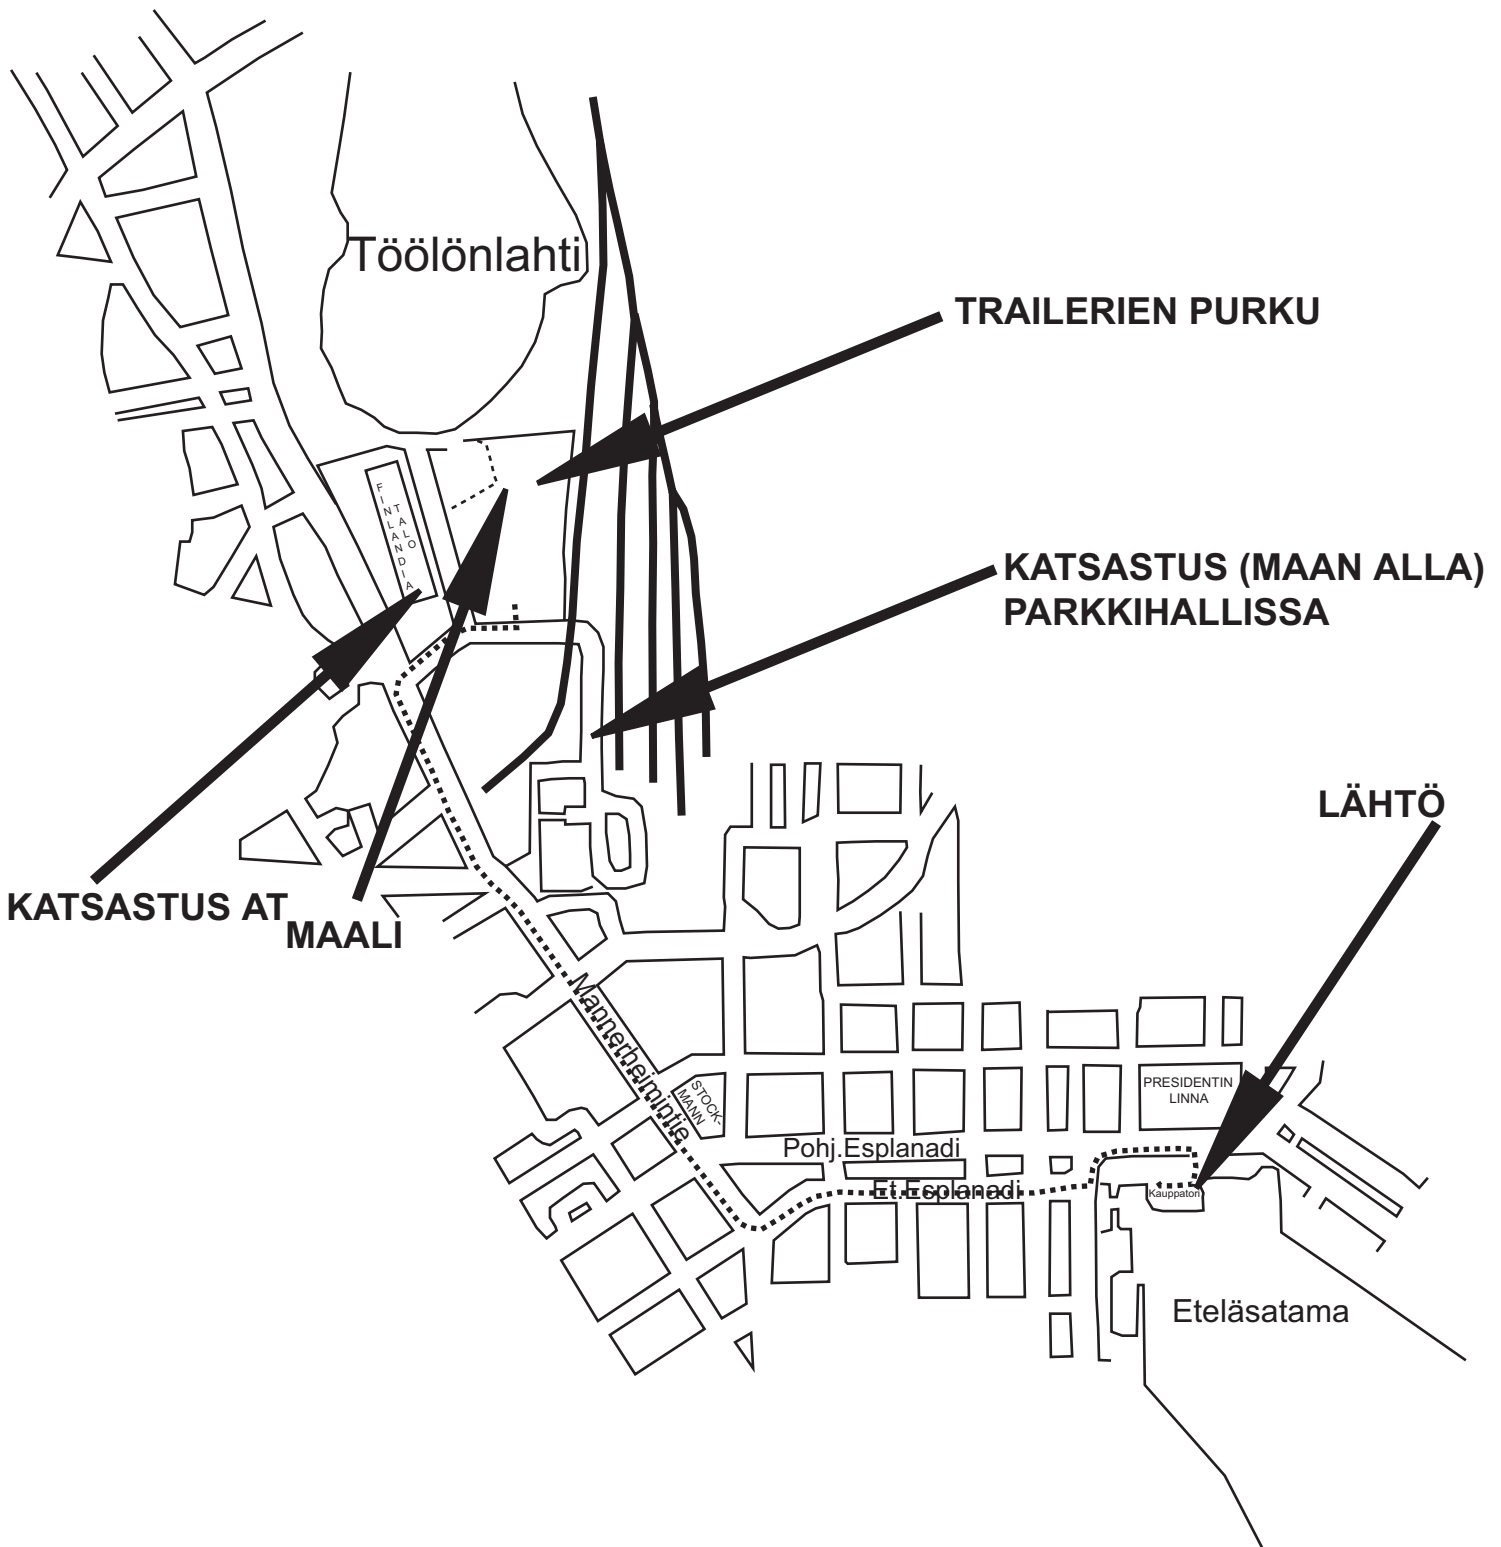 Töölönlahti
TRAILERIEN PURKU
FINLANDIA
TALO
KATSASTUS (MAAN ALLA)
PARKKIHALLISSA
LÄHTÖ
KATSASTUS AT
MAALI
Mannerheimintie
STOCK-
MANN
PRESIDENTIN
LINNA
Pohj.Esplanadi
Et.Esplanadi
Kauppatori
Eteläsatama